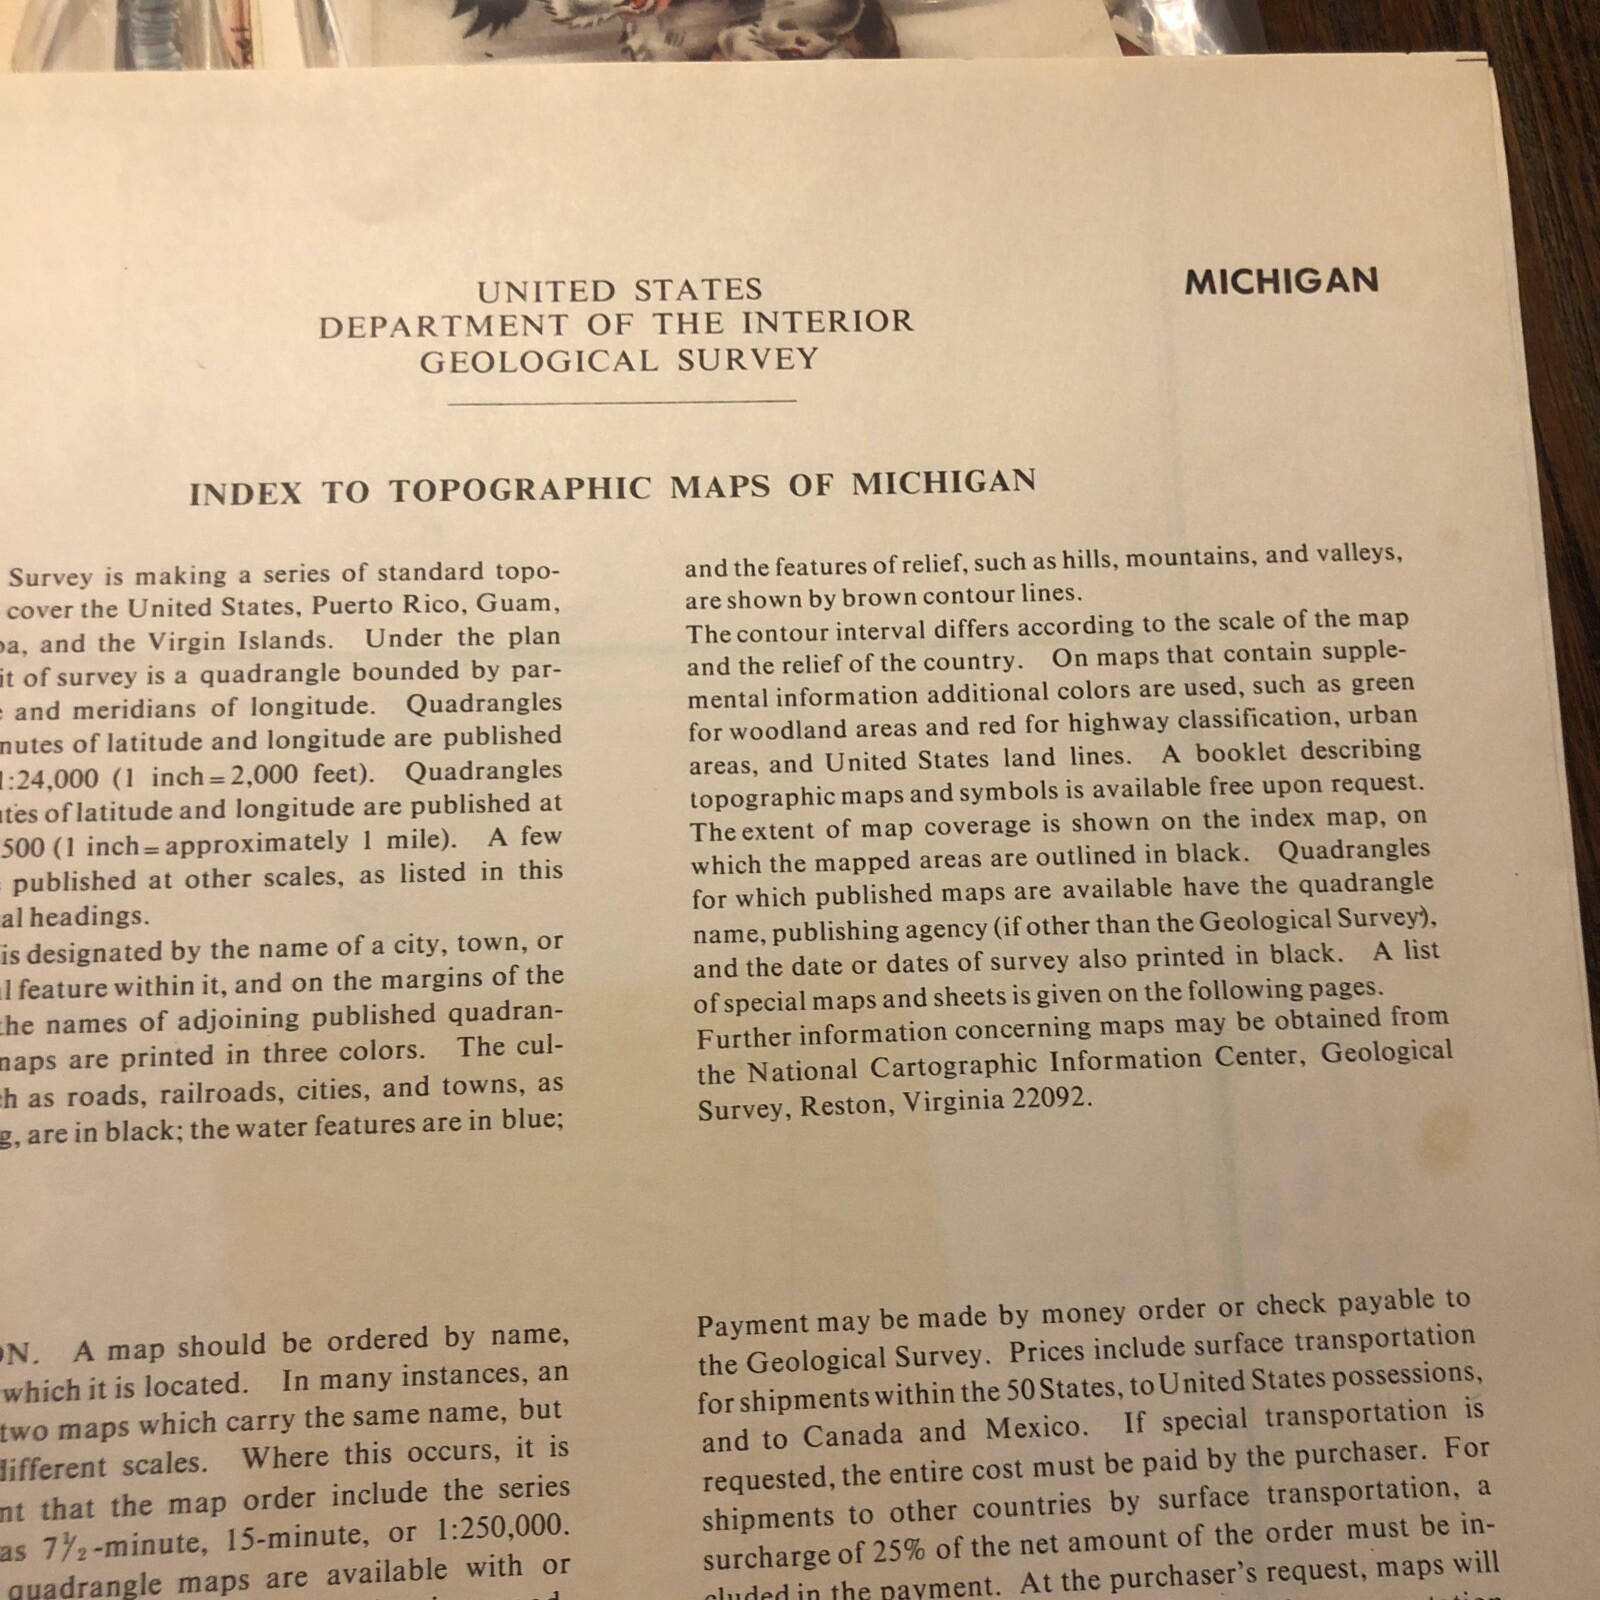 UNITED STATES
DEPARTMENT OF THE INTERIOR
GEOLOGICAL SURVEY
MICHIGAN
INDEX TO TOPOGRAPHIC MAPS OF MICHIGAN
Survey is making a series of standard topo-
cover the United States, Puerto Rico, Guam,
and the Virgin Islands. Under the plan
of survey is a quadrangle bounded by par-
and meridians of longitude. Quadrangles
of latitude and longitude are published
1:24,000 (1 inch=2,000 feet). Quadrangles
of latitude and longitude are published at
500 (1 inch=approximately 1 mile). A few
published at other scales, as listed in this
al headings.
is designated by the name of a city, town, or
feature within it, and on the margins of the
the names of adjoining published quadran-
maps are printed in three colors. The cul-
as roads, railroads, cities, and towns, as
are in black; the water features are in blue;
and the features of relief, such as hills, mountains, and valleys,
are shown by brown contour lines.
The contour interval differs according to the scale of the map
and the relief of the country. On maps that contain supple-
mental information additional colors are used, such as green
for woodland areas and red for highway classification, urban
areas, and United States land lines. A booklet describing
topographic maps and symbols is available free upon request.
The extent of map coverage is shown on the index map, on
which the mapped areas are outlined in black. Quadrangles
for which published maps are available have the quadrangle
name, publishing agency (if other than the Geological Survey),
and the date or dates of survey also printed in black. A list
of special maps and sheets is given on the following pages.
Further information concerning maps may be obtained from
the National Cartographic Information Center, Geological
Survey, Reston, Virginia 22092.
ON. A map should be ordered by name,
which it is located. In many instances, an
two maps which carry the same name, but
different scales. Where this occurs, it is
that the map order include the series
as 7½-minute, 15-minute, or 1:250,000.
quadrangle maps are available with or
Payment may be made by money order or check payable to
the Geological Survey. Prices include surface transportation
for shipments within the 50 States, to United States possessions,
and to Canada and Mexico. If special transportation is
requested, the entire cost must be paid by the purchaser. For
shipments to other countries by surface transportation, a
surcharge of 25% of the net amount of the order must be in-
cluded in the payment. At the purchaser's request, maps will